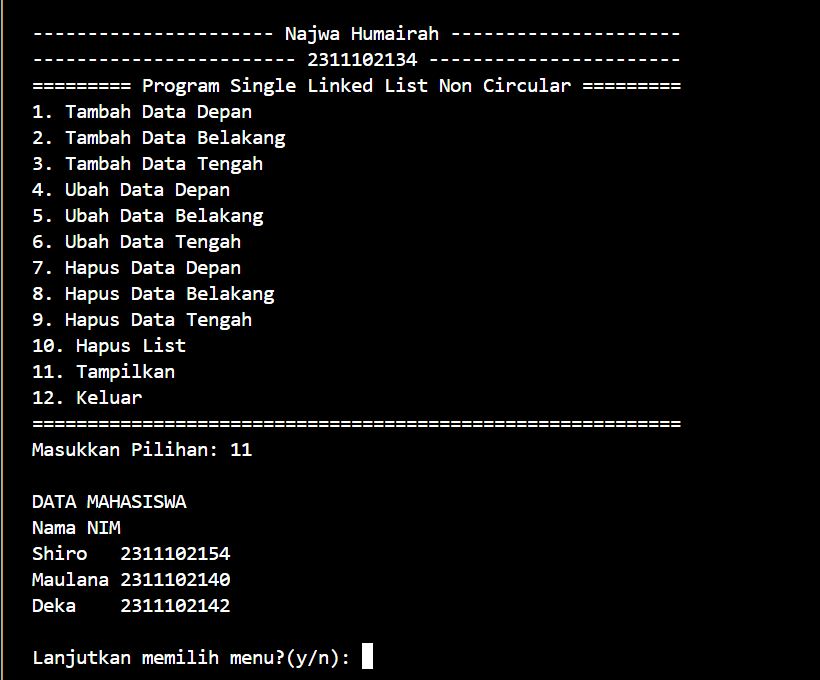 ---------------------- Najwa Humairah ---------------------
------------------------ 2311102134 -----------------------
========= Program Single Linked List Non Circular =========
1. Tambah Data Depan
2. Tambah Data Belakang
3. Tambah Data Tengah
4. Ubah Data Depan
5. Ubah Data Belakang
6. Ubah Data Tengah
7. Hapus Data Depan
8. Hapus Data Belakang
9. Hapus Data Tengah
10. Hapus List
11. Tampilkan
12. Keluar
===========================================================
Masukkan Pilihan: 11
DATA MAHASISWA
Nama NIM
Shiro   2311102154
Maulana 2311102140
Deka    2311102142
Lanjutkan memilih menu?(y/n):